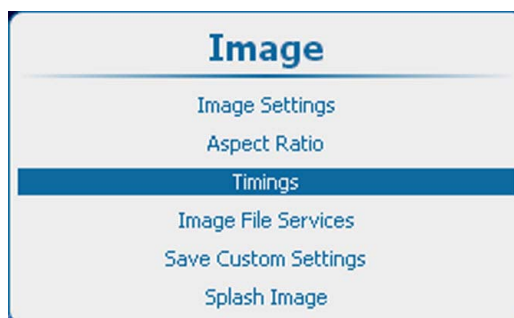 Image
Image Settings
Aspect Ratio
Timings
Image File Services
Save Custom Settings
Splash Image